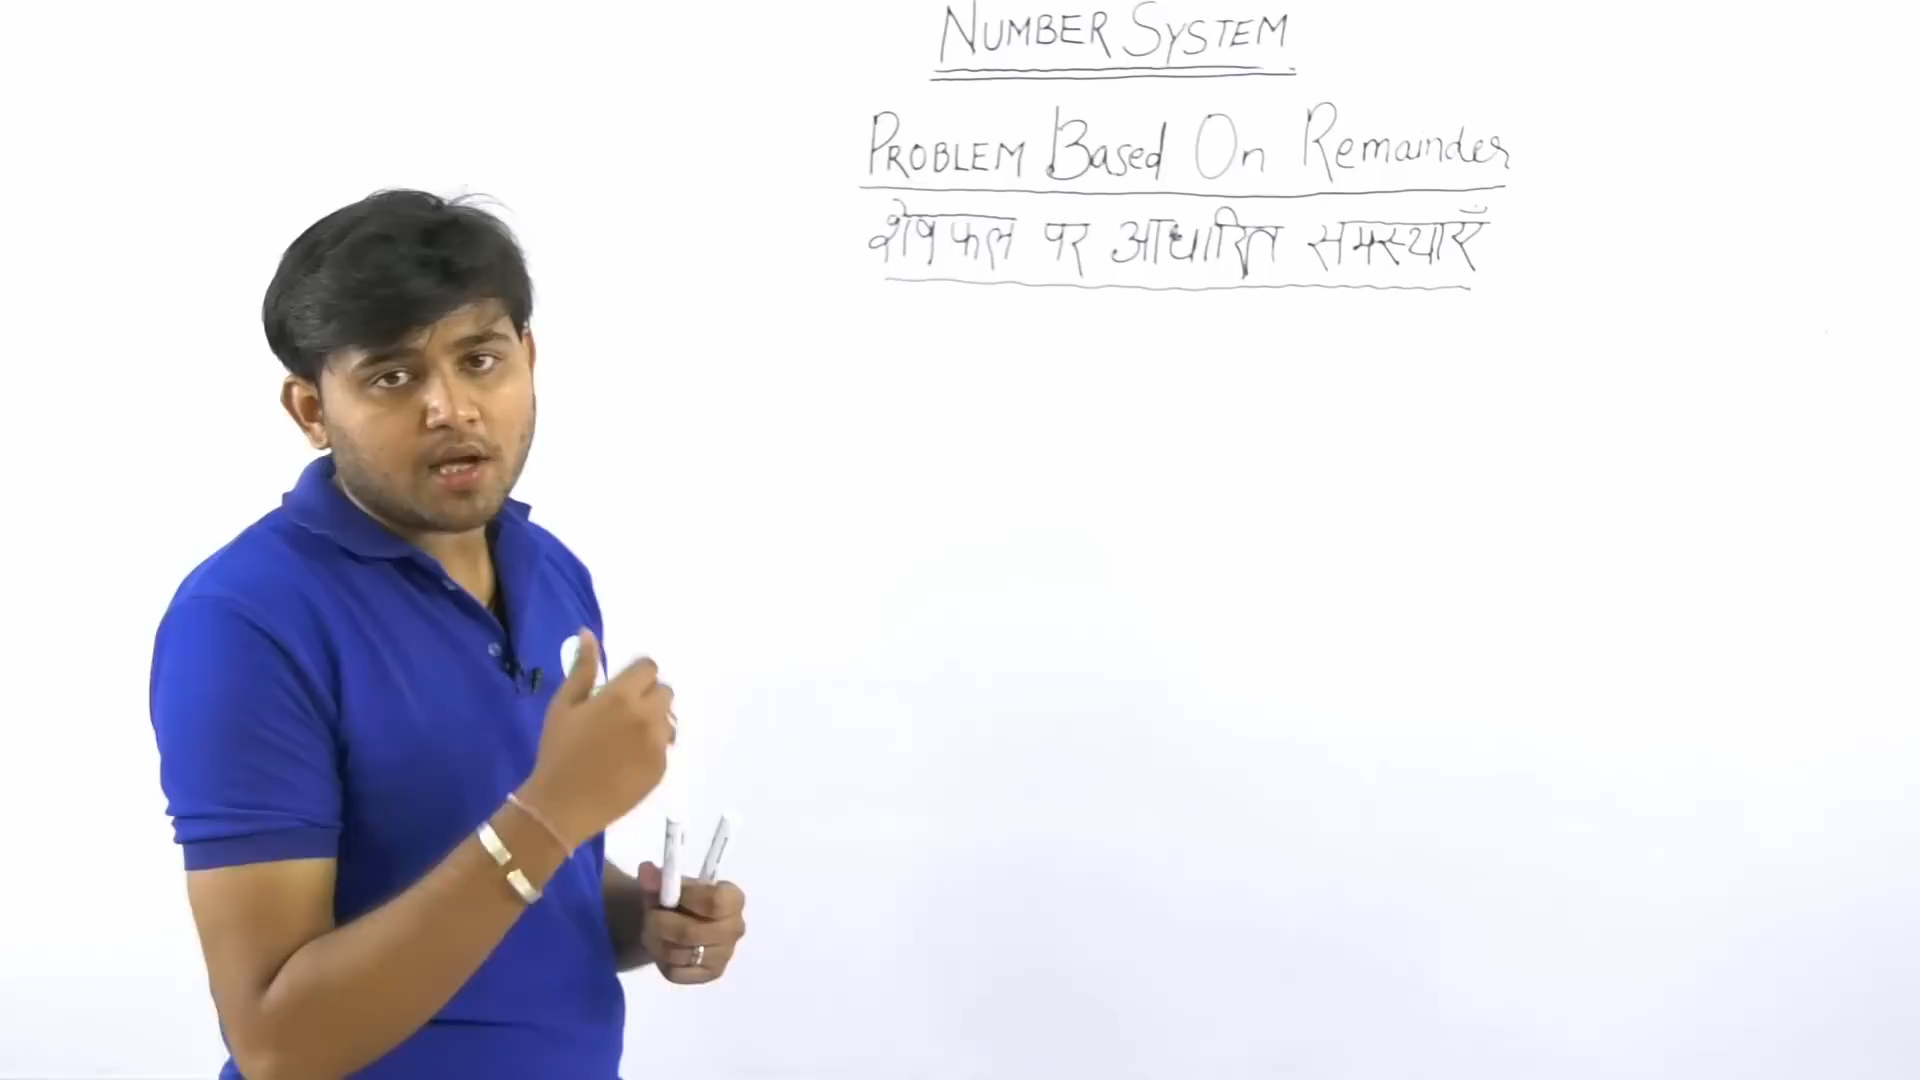 NUMBER SYSTEM
PROBLEM Based On Remainder
शेषफल पर आधारित समस्याएँ